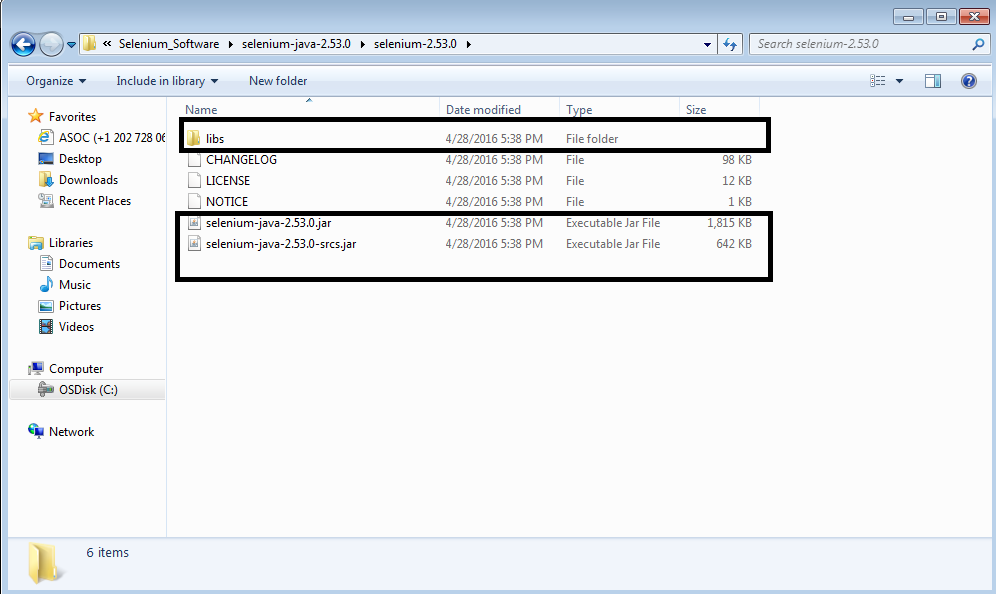 « Selenium_Software selenium-java-2.53.0 selenium-2.53.0
Search selenium-2.53.0
Organize Include in library New folder
Name Date modified Type Size
Favorites
ASOC (+1 202 728 06
Desktop
Downloads
Recent Places
Libraries
Documents
Music
Pictures
Videos
Computer
OSDisk (C:)
Network
libs 4/28/2016 5:38 PM File folder
CHANGELOG 4/28/2016 5:38 PM File 98 KB
LICENSE 4/28/2016 5:38 PM File 12 KB
NOTICE 4/28/2016 5:38 PM File 1 KB
selenium-java-2.53.0.jar 4/28/2016 5:38 PM Executable Jar File 1,815 KB
selenium-java-2.53.0-srcs.jar 4/28/2016 5:38 PM Executable Jar File 642 KB
6 items